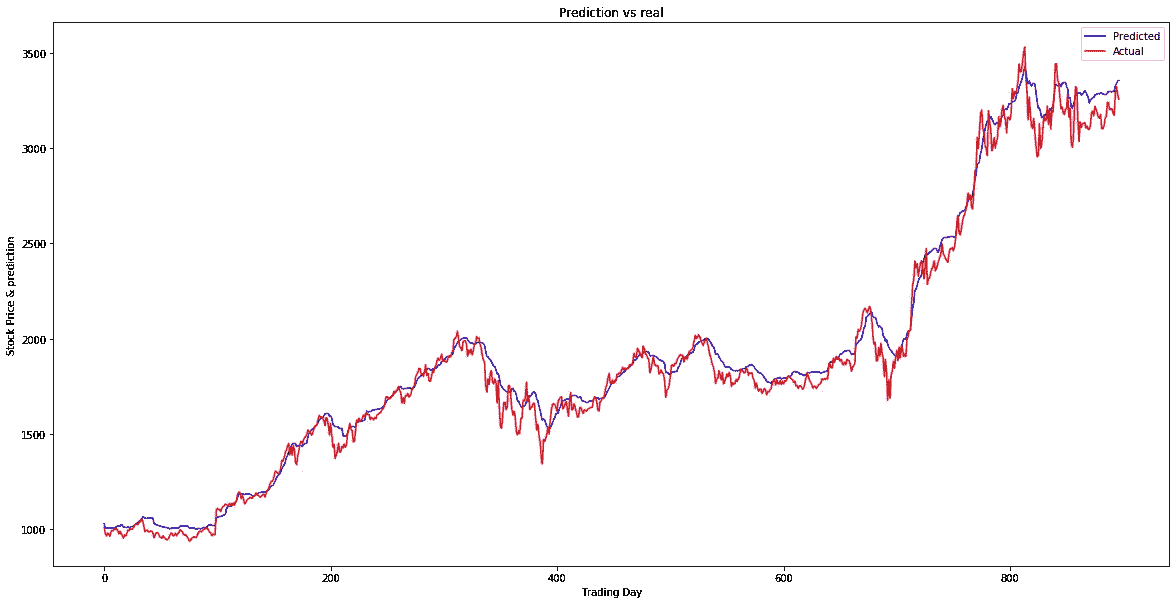 Prediction vs real
Predicted
Actual
3500
3000
2500
2000
1500
1000
Stock Price & prediction
0
200
400
600
800
Trading Day